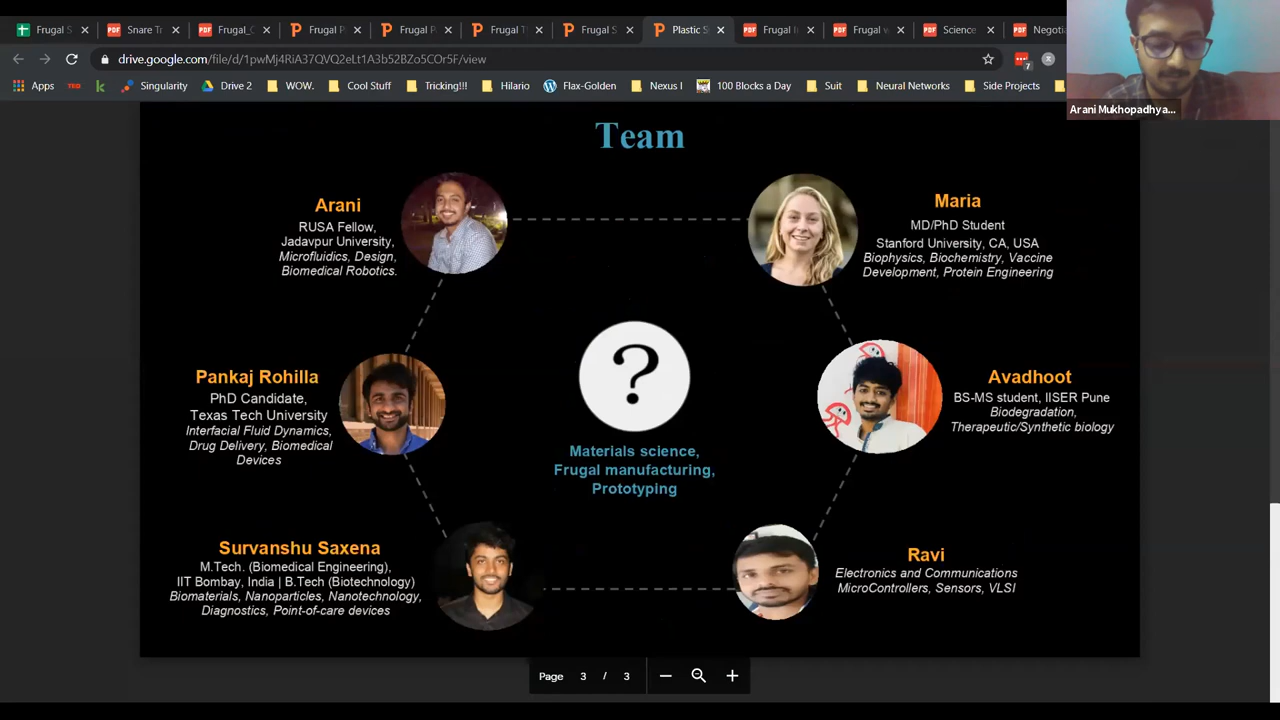 Frugal S
Snare Tr
Frugal_C
Frugal P
Frugal P
Frugal T
Frugal S
Plastic S
Frugal I
Frugal w
Science
Negoti
drive.google.com/file/d/1pwMj4RiA37QVQ2eLt1A3b52BZo5COr5F/view
Apps
TED
k
Singularity
Drive 2
WOW.
Cool Stuff
Tricking!!!
Hilario
Flax-Golden
Nexus I
100 Blocks a Day
Suit
Neural Networks
Side Projects
Arani Mukhopadhya...
Team
Arani
RUSA Fellow,
Jadavpur University,
Microfluidics, Design,
Biomedical Robotics.
Maria
MD/PhD Student
Stanford University, CA, USA
Biophysics, Biochemistry, Vaccine
Development, Protein Engineering
Pankaj Rohilla
PhD Candidate,
Texas Tech University
Interfacial Fluid Dynamics,
Drug Delivery, Biomedical
Devices
?
Materials science,
Frugal manufacturing,
Prototyping
Avadhoot
BS-MS student, IISER Pune
Biodegradation,
Therapeutic/Synthetic biology
Survanshu Saxena
M.Tech. (Biomedical Engineering),
IIT Bombay, India | B.Tech (Biotechnology)
Biomaterials, Nanoparticles, Nanotechnology,
Diagnostics, Point-of-care devices
Ravi
Electronics and Communications
MicroControllers, Sensors, VLSI
Page 3 / 3